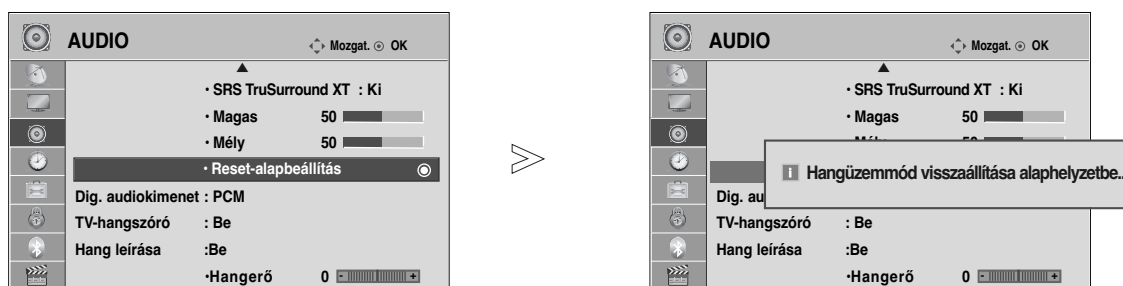 AUDIO Mozgat. OK
• SRS TruSurround XT : Ki
• Magas 50
• Mély 50
• Reset-alapbeállítás
Dig. audiokimenet : PCM
TV-hangszóró : Be
Hang leírása :Be
•Hangerő 0 - +
AUDIO Mozgat. OK
• SRS TruSurround XT : Ki
• Magas 50
i Hangüzemmód visszaállítása alaphelyzetbe..
Dig. au
TV-hangszóró : Be
Hang leírása :Be
•Hangerő 0 - +